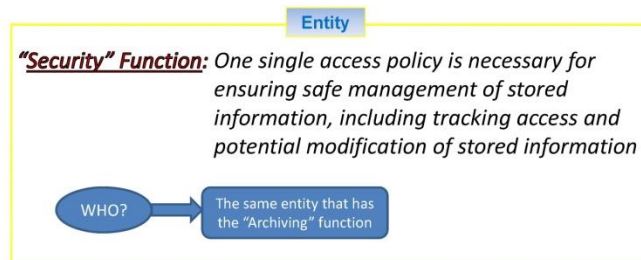 Entity
“Security” Function: One single access policy is necessary for
ensuring safe management of stored
information, including tracking access and
potential modification of stored information
WHO?
The same entity that has
the “Archiving” function